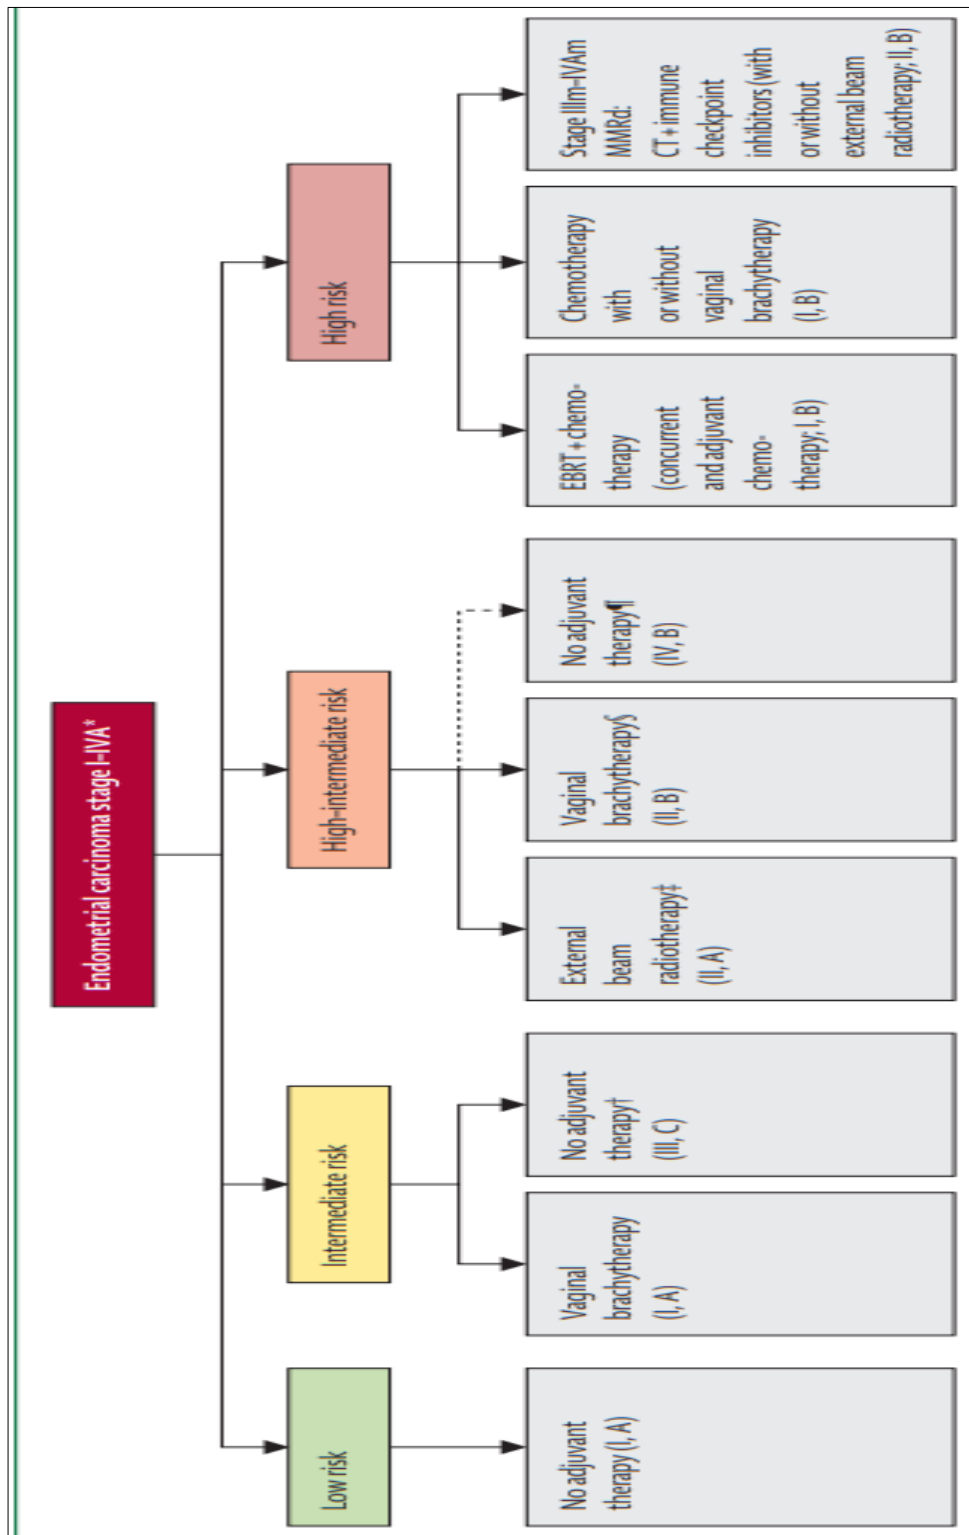 Endometrial carcinoma stage I–IVA*
Low risk
Intermediate risk
High-intermediate risk
High risk
No adjuvant
therapy (I, A)
Vaginal
brachytherapy
(I, A)
No adjuvant
therapy†
(III, C)
External
beam
radiotherapy‡
(II, A)
Vaginal
brachytherapy§
(II, B)
No adjuvant
therapy¶
(IV, B)
EBRT + chemo-
therapy
(concurrent
and adjuvant
chemo-
therapy; I, B)
Chemotherapy
with
or without
vaginal
brachytherapy
(I, B)
Stage IIIm–IVAm
MMRd:
CT + immune
checkpoint
inhibitors (with
or without
external beam
radiotherapy; II, B)